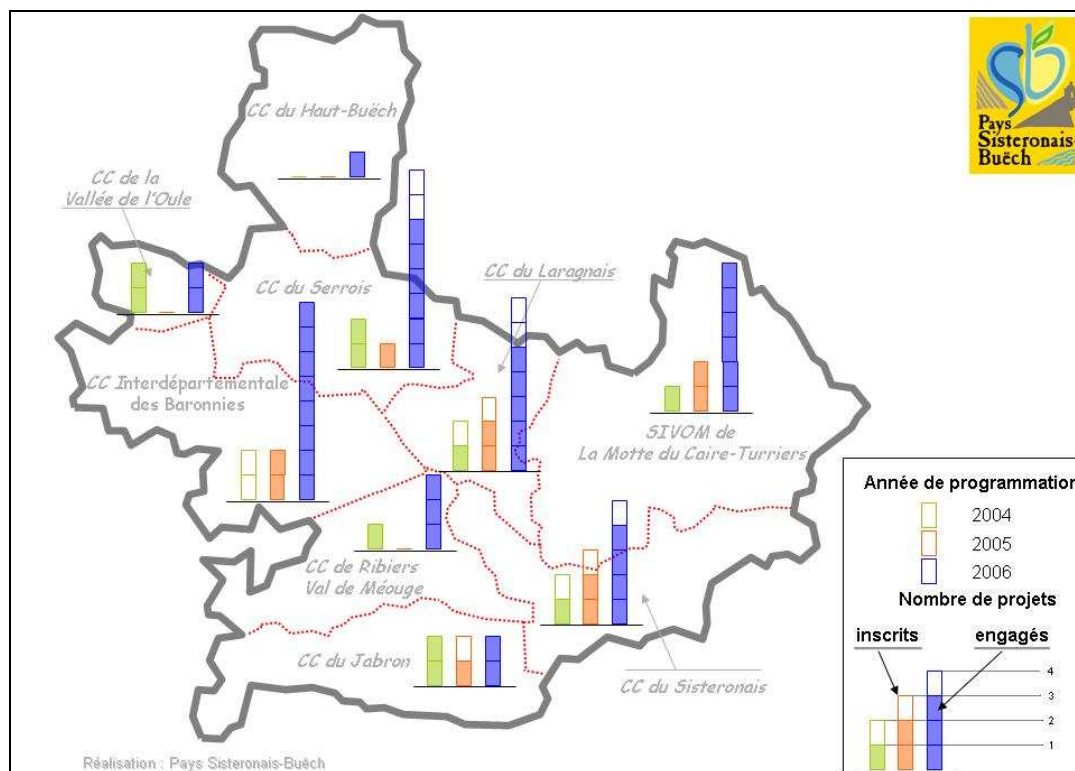 Pays
Sisteronais-
Buëch
CC du Haut-Buëch
CC de la
Vallée de l'Oule
CC du Serrois
CC du Laragnais
CC Interdépartementale
des Baronnies
SIVOM de
La Motte du Caire-Turriers
CC de Ribiers
Val de Méouge
CC du Jabron
CC du Sisteronais
Année de programmation
2004
2005
2006
Nombre de projets
inscrits
engagés
4
3
2
1
Réalisation : Pays Sisteronais-Buëch